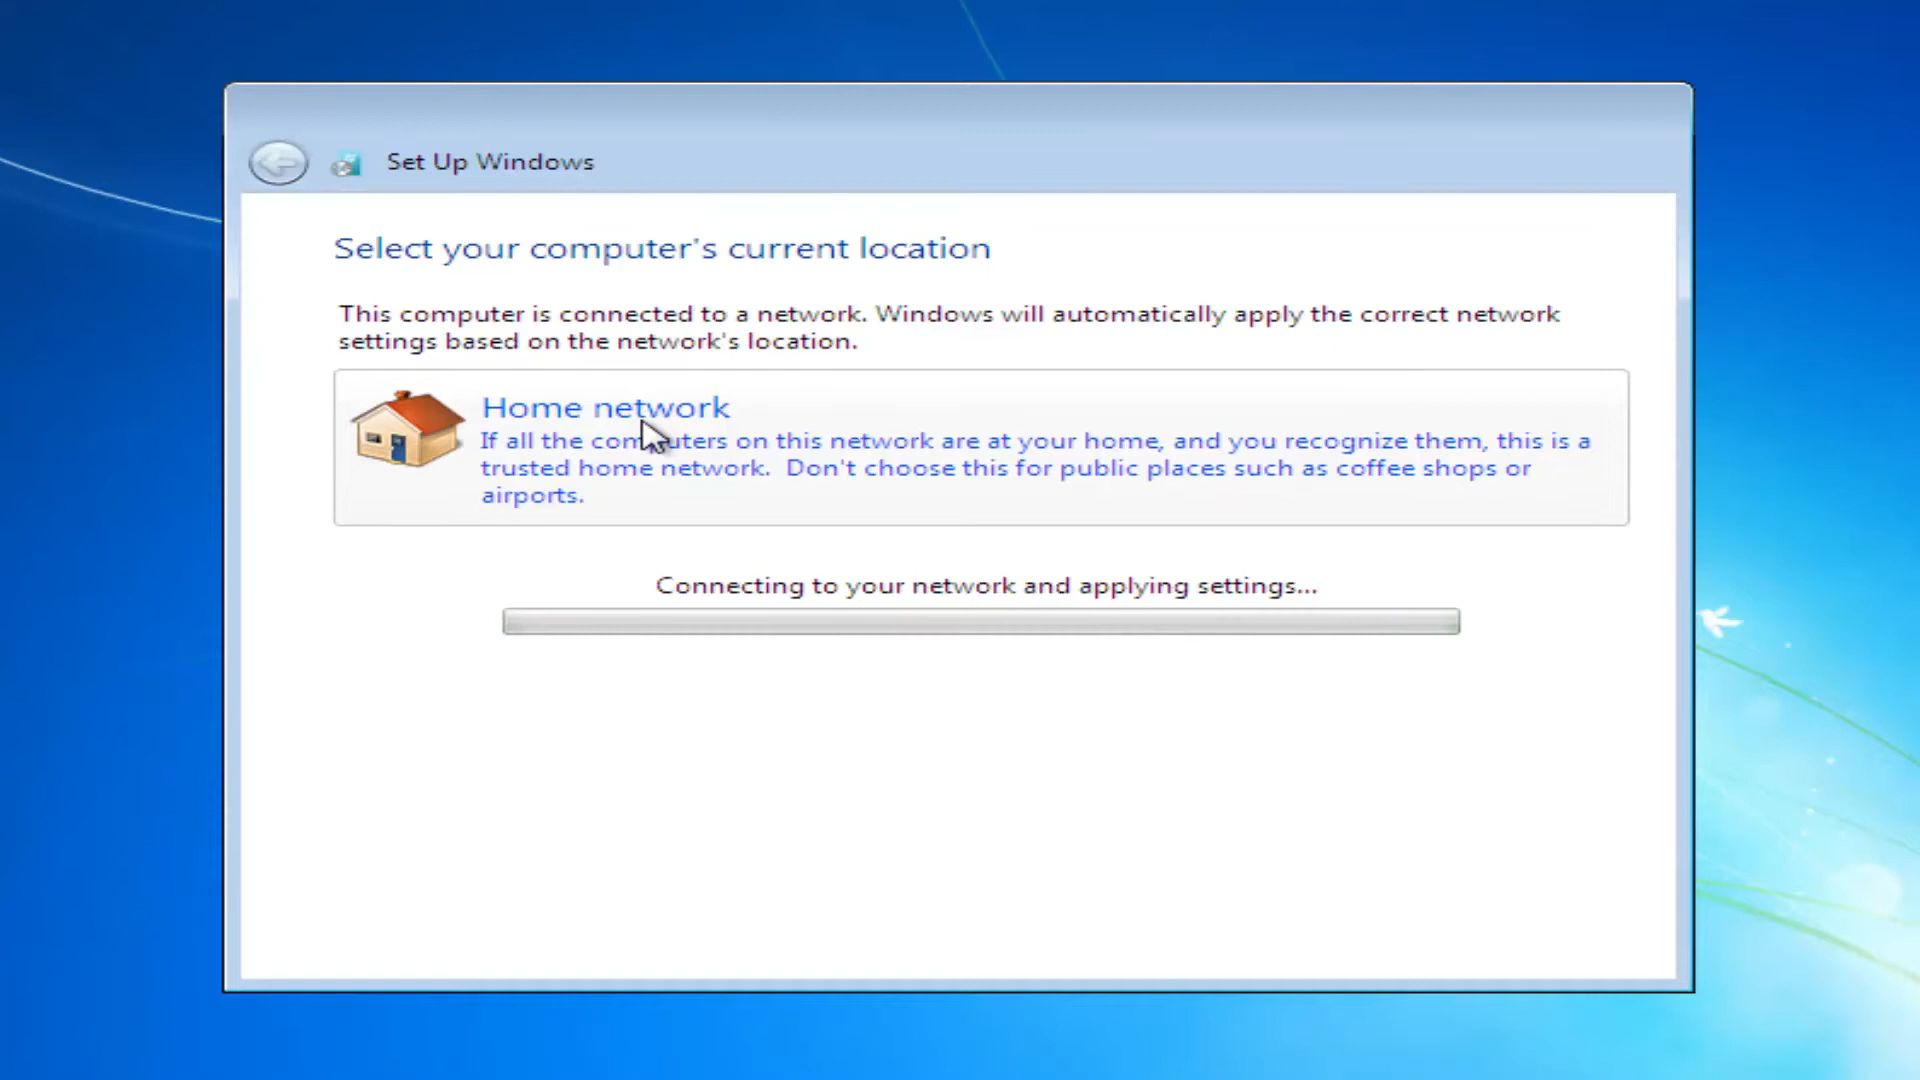 Set Up Windows
Select your computer's current location
This computer is connected to a network. Windows will automatically apply the correct network
settings based on the network's location.
Home network
If all the computers on this network are at your home, and you recognize them, this is a
trusted home network.  Don't choose this for public places such as coffee shops or
airports.
Connecting to your network and applying settings...